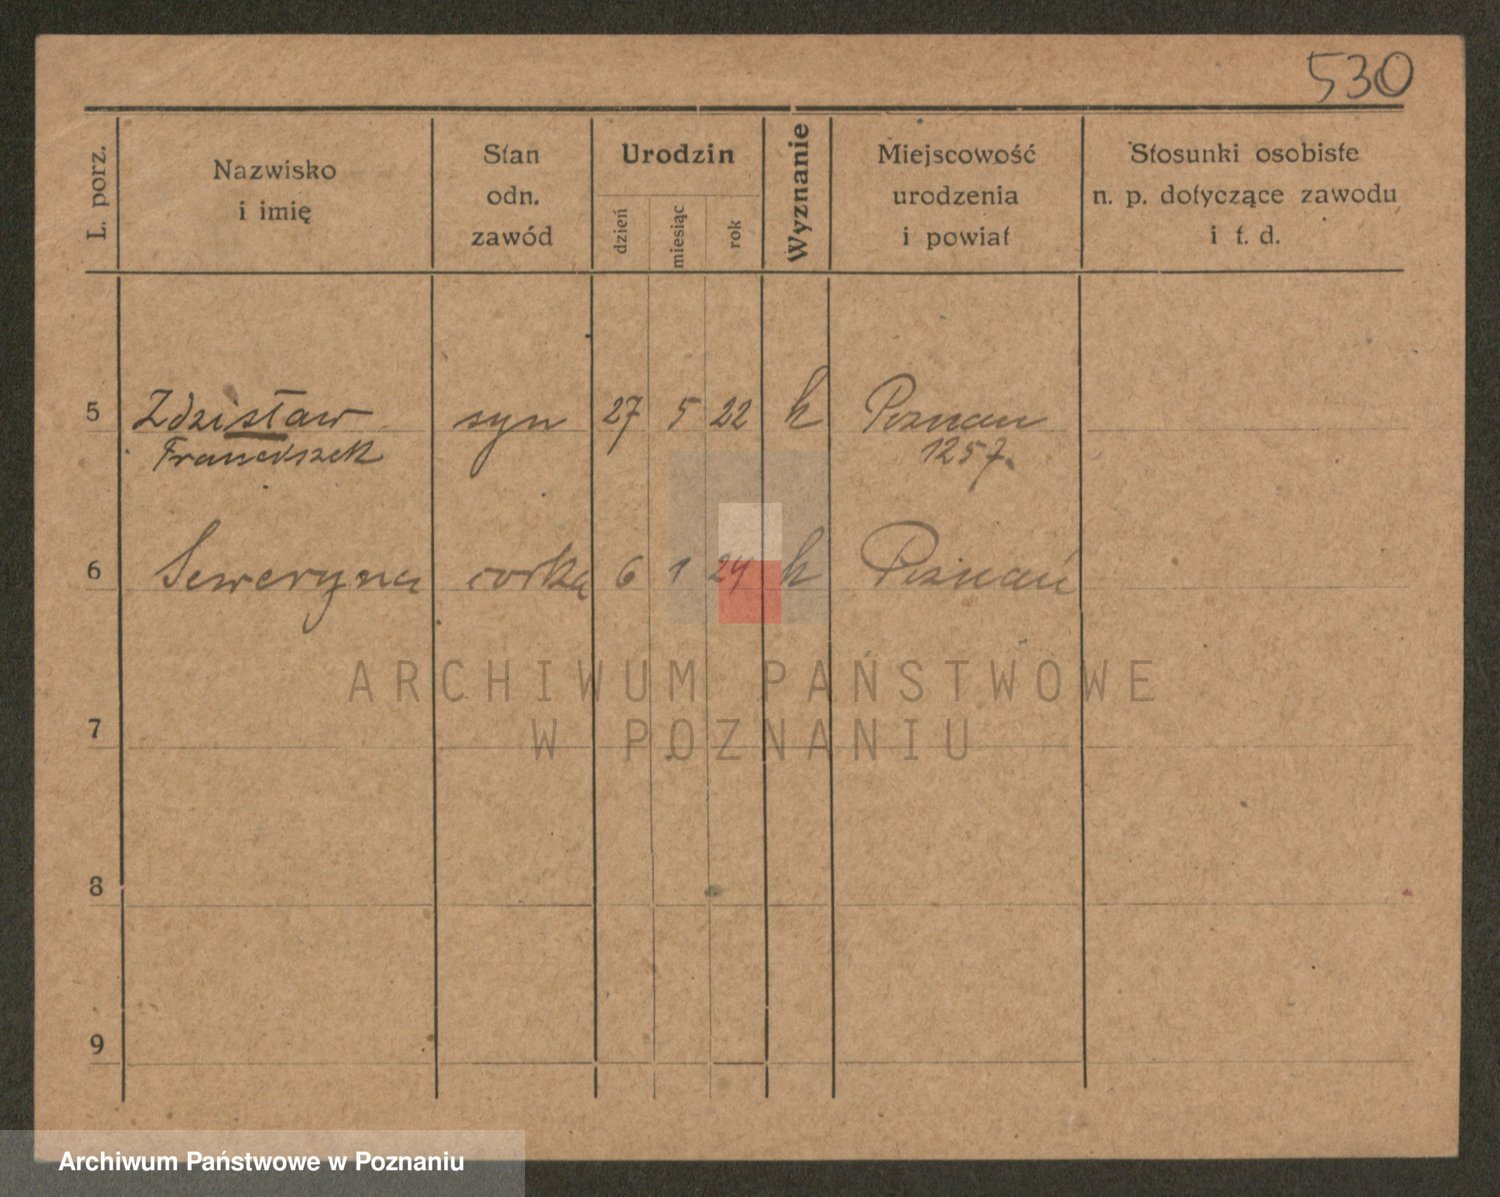 530
L. porz.
Nazwisko
i imię
Stan
odn.
zawód
Urodzin
dzień
miesiąc
rok
Wyznanie
Miejscowość
urodzenia
i powiat
Stosunki osobiste
n. p. dotyczące zawodu
i t. d.
5 Zdzisław syn 27 5 22 k Poznan
Franciszek 1257.
6 Seweryna corka 6 1 24 k Poznań
7
8
9
ARCHIWUM PAŃSTWOWE
W POZNANIU
Archiwum Państwowe w Poznaniu